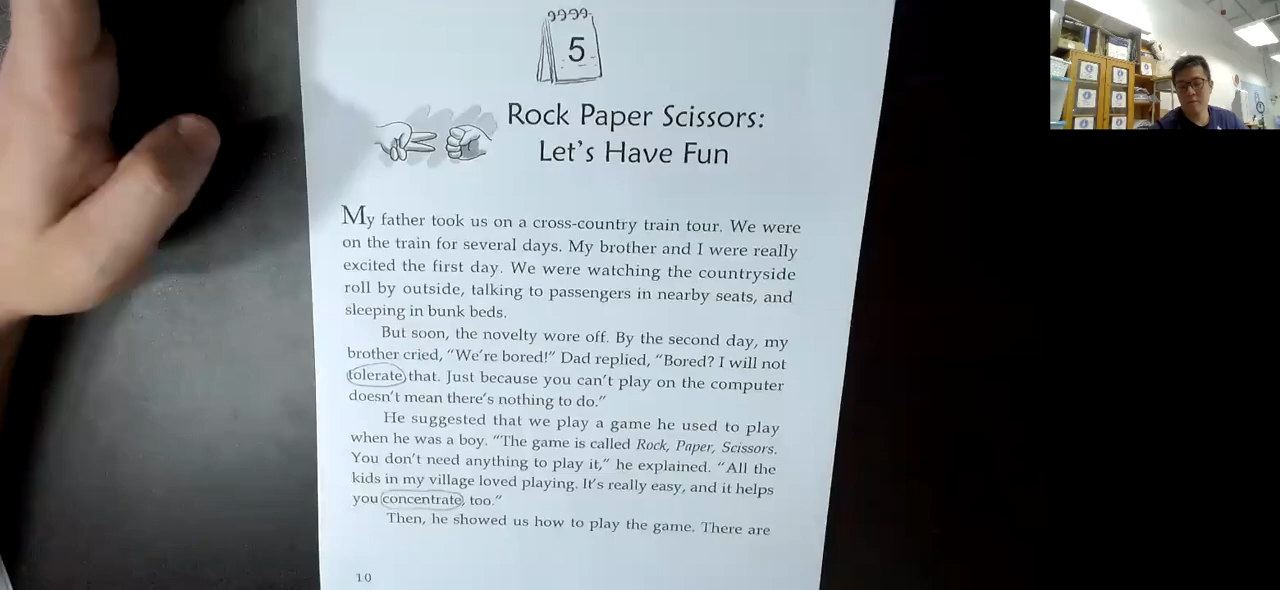 5
Rock Paper Scissors:
Let's Have Fun
My father took us on a cross-country train tour. We were
on the train for several days. My brother and I were really
excited the first day. We were watching the countryside
roll by outside, talking to passengers in nearby seats, and
sleeping in bunk beds.
But soon, the novelty wore off. By the second day, my
brother cried, "We're bored!" Dad replied, "Bored? I will not
tolerate that. Just because you can't play on the computer
doesn't mean there's nothing to do."
He suggested that we play a game he used to play
when he was a boy. "The game is called Rock, Paper, Scissors.
You don't need anything to play it," he explained. "All the
kids in my village loved playing. It's really easy, and it helps
you concentrate, too."
Then, he showed us how to play the game. There are
10